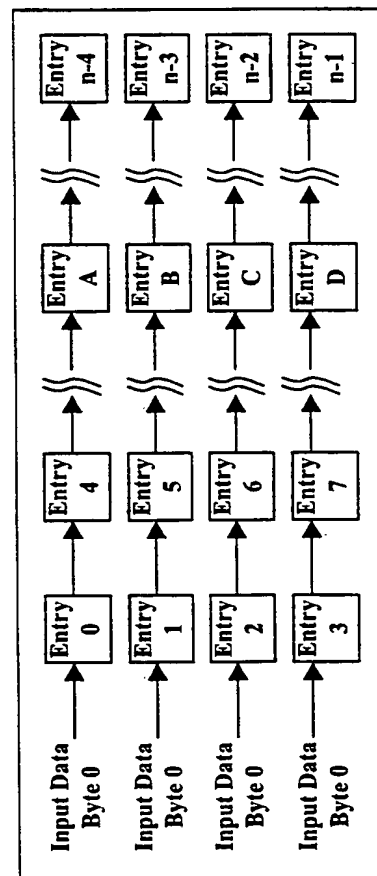 Input Data
Byte 0
Entry
0
Entry
4
Entry
A
Entry
n-4
Input Data
Byte 0
Entry
1
Entry
5
Entry
B
Entry
n-3
Input Data
Byte 0
Entry
2
Entry
6
Entry
C
Entry
n-2
Input Data
Byte 0
Entry
3
Entry
7
Entry
D
Entry
n-1